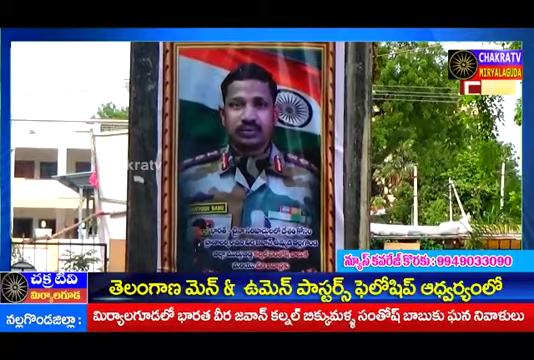 CHAKRATV
MIRYALAGUDA
chakratv
న్యూస్ కవరేజీ కొరకు : 9949033090
చక్ర టీవి
మిర్యాలగూడ
తెలంగాణ మెన్ & ఉమెన్ పాస్టర్స్ ఫెలోషిప్ ఆధ్వర్యంలో
నల్లగొండజిల్లా :
మిర్యాలగూడలో భారత వీర జవాన్ కల్నల్ బిక్కుమళ్ళ సంతోష్ బాబుకు ఘన నివాళులు